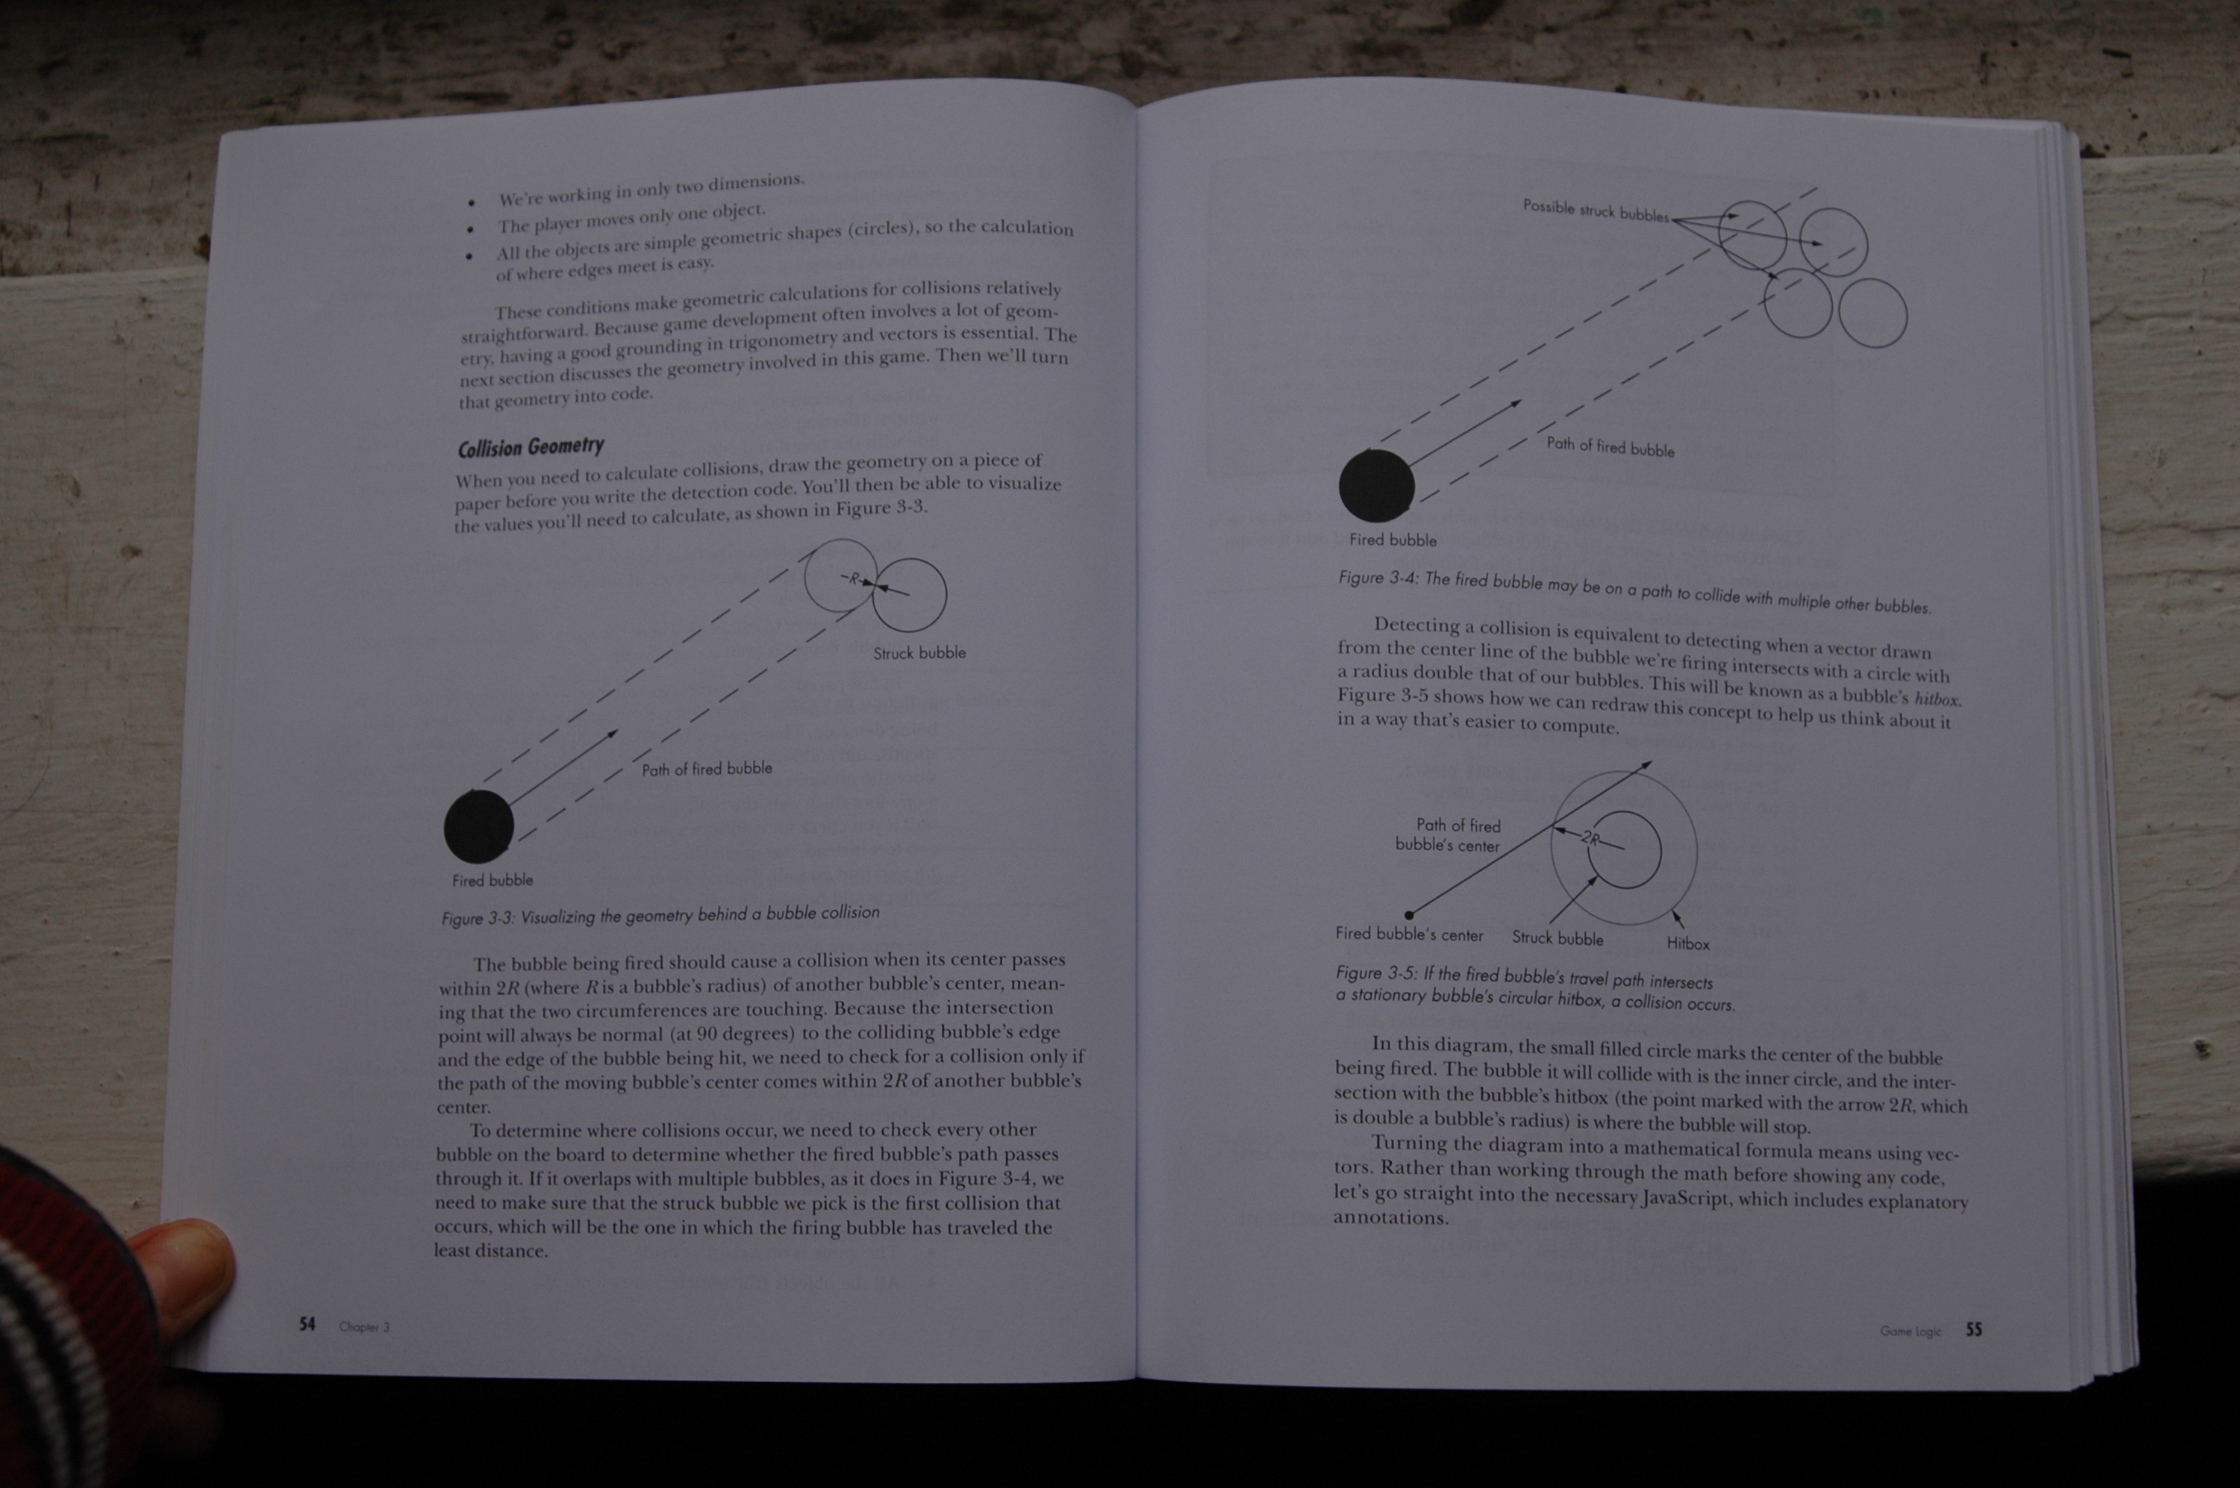 • We're working in only two dimensions.
• The player moves only one object.
• All the objects are simple geometric shapes (circles), so the calculation
of where edges meet is easy.
These conditions make geometric calculations for collisions relatively
straightforward. Because game development often involves a lot of geom-
etry, having a good grounding in trigonometry and vectors is essential. The
next section discusses the geometry involved in this game. Then we'll turn
that geometry into code.
Collision Geometry
When you need to calculate collisions, draw the geometry on a piece of
paper before you write the detection code. You'll then be able to visualize
the values you'll need to calculate, as shown in Figure 3-3.
R
Struck bubble
Path of fired bubble
Fired bubble
Figure 3-3: Visualizing the geometry behind a bubble collision
The bubble being fired should cause a collision when its center passes
within 2R (where R is a bubble's radius) of another bubble's center, mean-
ing that the two circumferences are touching. Because the intersection
point will always be normal (at 90 degrees) to the colliding bubble's edge
and the edge of the bubble being hit, we need to check for a collision only if
the path of the moving bubble's center comes within 2R of another bubble's
center.
To determine where collisions occur, we need to check every other
bubble on the board to determine whether the fired bubble's path passes
through it. If it overlaps with multiple bubbles, as it does in Figure 3-4, we
need to make sure that the struck bubble we pick is the first collision that
occurs, which will be the one in which the firing bubble has traveled the
least distance.
54 Chapter 3
Possible struck bubbles
Path of fired bubble
Fired bubble
Figure 3-4: The fired bubble may be on a path to collide with multiple other bubbles.
Detecting a collision is equivalent to detecting when a vector drawn
from the center line of the bubble we're firing intersects with a circle with
a radius double that of our bubbles. This will be known as a bubble's hitbox.
Figure 3-5 shows how we can redraw this concept to help us think about it
in a way that's easier to compute.
Path of fired
bubble's center
2R
Fired bubble's center
Struck bubble
Hitbox
Figure 3-5: If the fired bubble's travel path intersects
a stationary bubble's circular hitbox, a collision occurs.
In this diagram, the small filled circle marks the center of the bubble
being fired. The bubble it will collide with is the inner circle, and the inter-
section with the bubble's hitbox (the point marked with the arrow 2R, which
is double a bubble's radius) is where the bubble will stop.
Turning the diagram into a mathematical formula means using vec-
tors. Rather than working through the math before showing any code,
let's go straight into the necessary JavaScript, which includes explanatory
annotations.
Game Logic 55